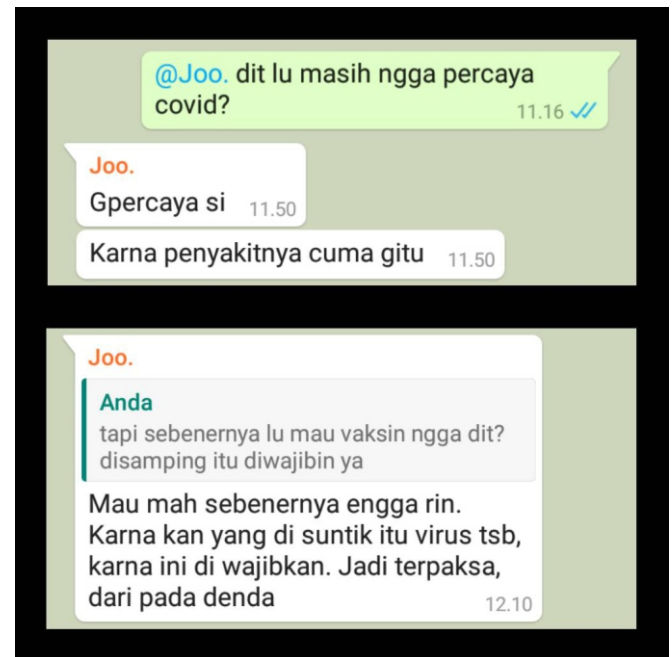 @Joo. dit lu masih ngga percaya
covid?
11.16
Joo.
Gpercaya si 11.50
Karna penyakitnya cuma gitu 11.50
Joo.
Anda
tapi sebenernya lu mau vaksin ngga dit?
disamping itu diwajibin ya
Mau mah sebenernya engga rin.
Karna kan yang di suntik itu virus tsb,
karna ini di wajibkan. Jadi terpaksa,
dari pada denda
12.10